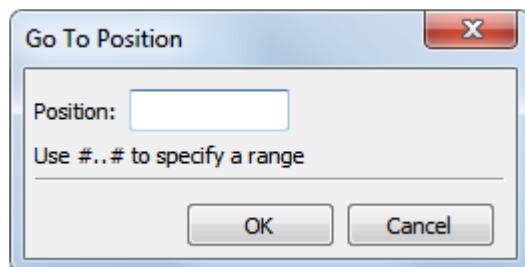 Go To Position
Position:
Use #..# to specify a range
OK Cancel